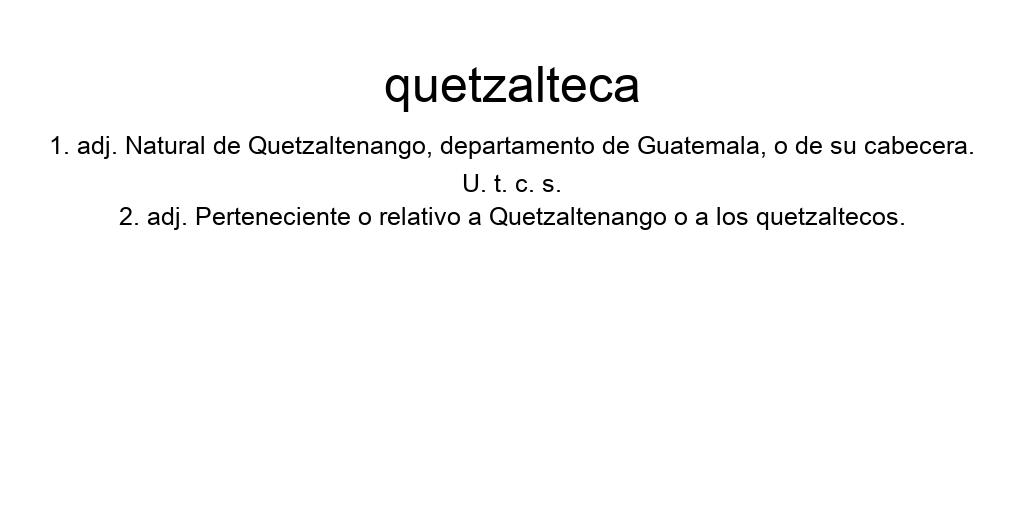 quetzalteca
1. adj. Natural de Quetzaltenango, departamento de Guatemala, o de su cabecera.
U. t. c. s.
2. adj. Perteneciente o relativo a Quetzaltenango o a los quetzaltecos.